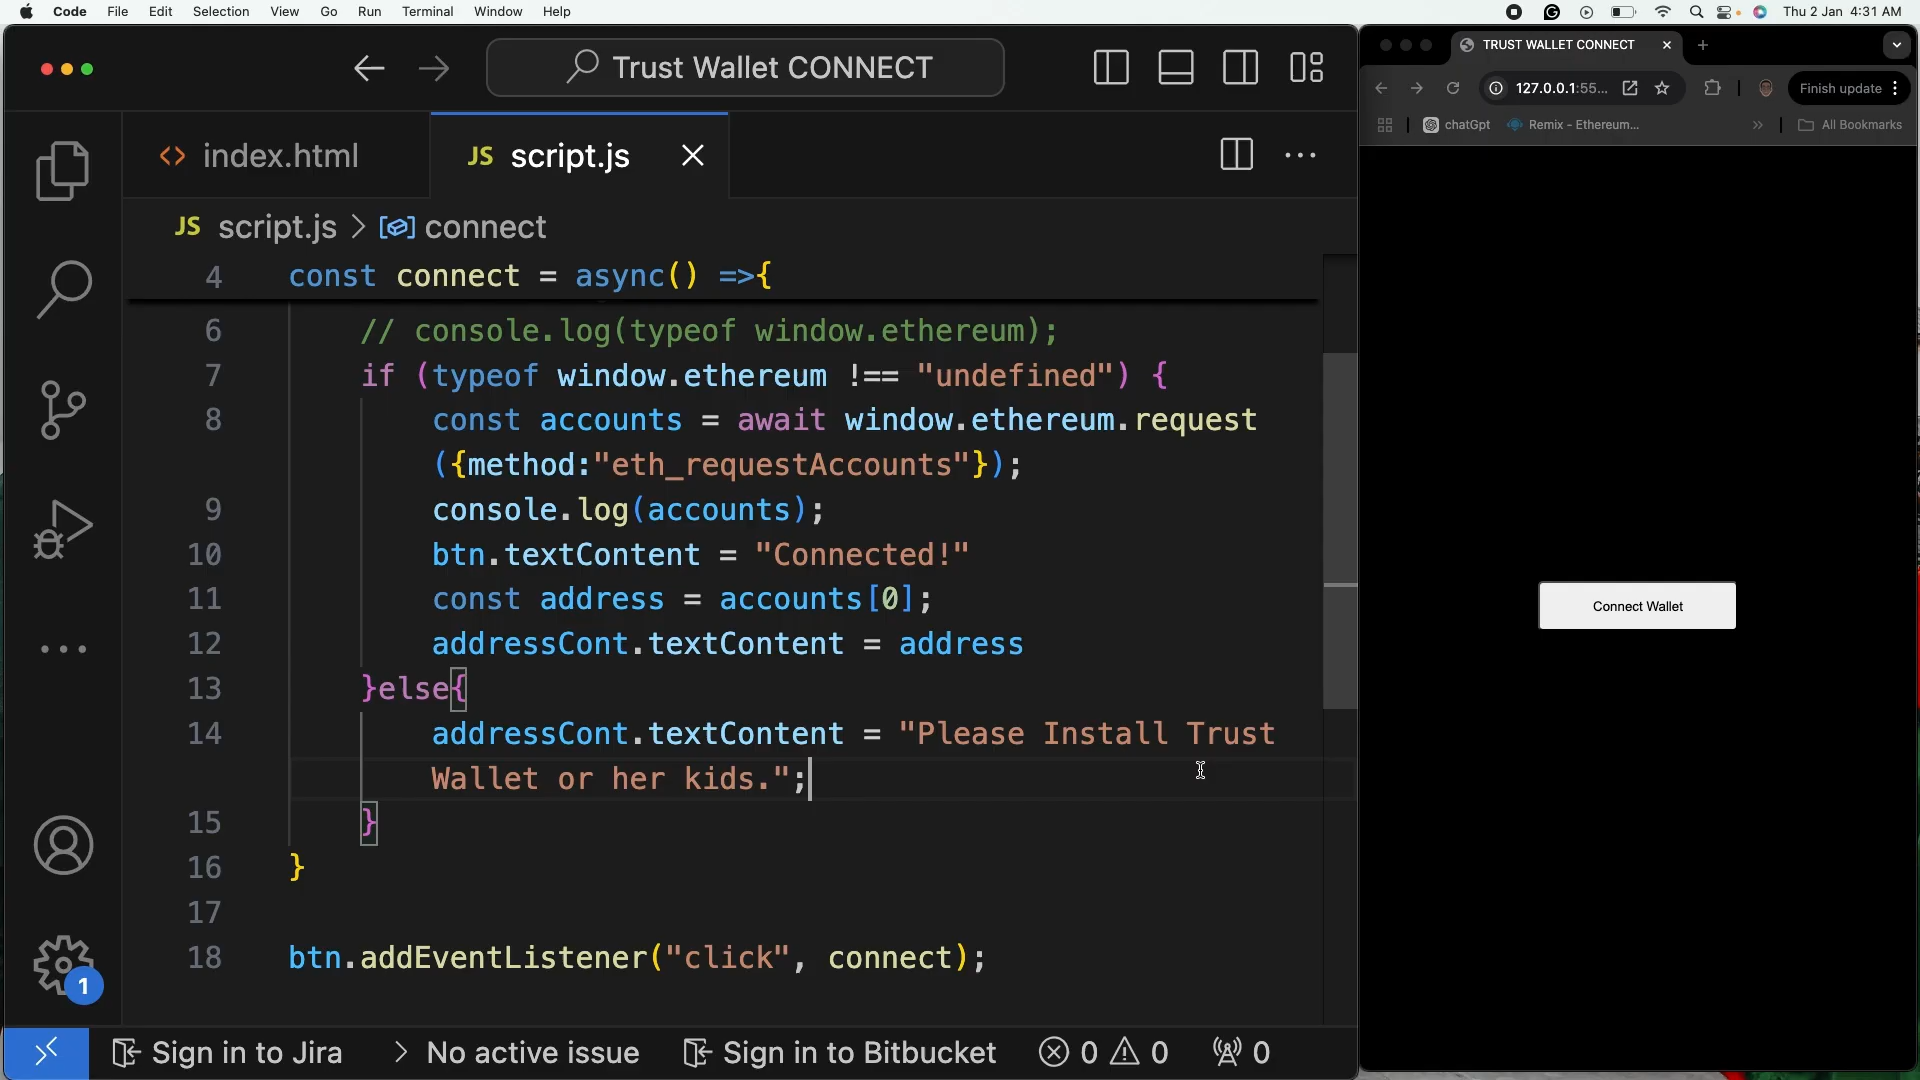 Code File Edit Selection View Go Run Terminal Window Help Thu 2 Jan 4:31 AM
Trust Wallet CONNECT
index.html JS script.js
JS script.js > connect
4 const connect = async() =>{
6 // console.log(typeof window.ethereum);
7 if (typeof window.ethereum !== "undefined") {
8 const accounts = await window.ethereum.request
({method:"eth_requestAccounts"});
9 console.log(accounts);
10 btn.textContent = "Connected!"
11 const address = accounts[0];
12 addressCont.textContent = address
13 }else{
14 addressCont.textContent = "Please Install Trust
Wallet or her kids.";
15 }
16 }
17
18 btn.addEventListener("click", connect);
1
Sign in to Jira > No active issue Sign in to Bitbucket 0 0 0
TRUST WALLET CONNECT
127.0.0.1:55... Finish update
chatGpt Remix - Ethereum... » All Bookmarks
Connect Wallet